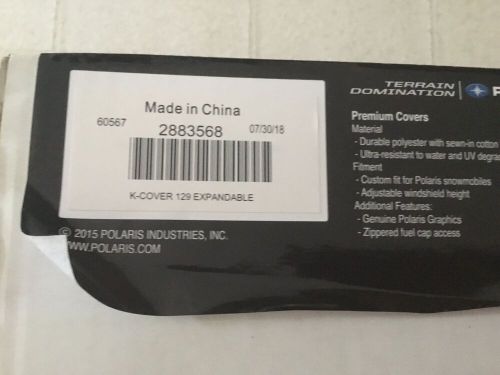 Made in China
60567
2883568
07/30/18
K-COVER 129 EXPANDABLE
© 2015 POLARIS INDUSTRIES, INC.
WWW.POLARIS.COM
TERRAIN
DOMINATION
Premium Covers
Material
- Durable polyester with sewn-in cotton
- Ultra-resistant to water and UV
Fitment
- Custom fit for Polaris snowmobiles
- Adjustable windshield height
Additional Features:
- Genuine Polaris Graphics
- Zippered fuel cap access